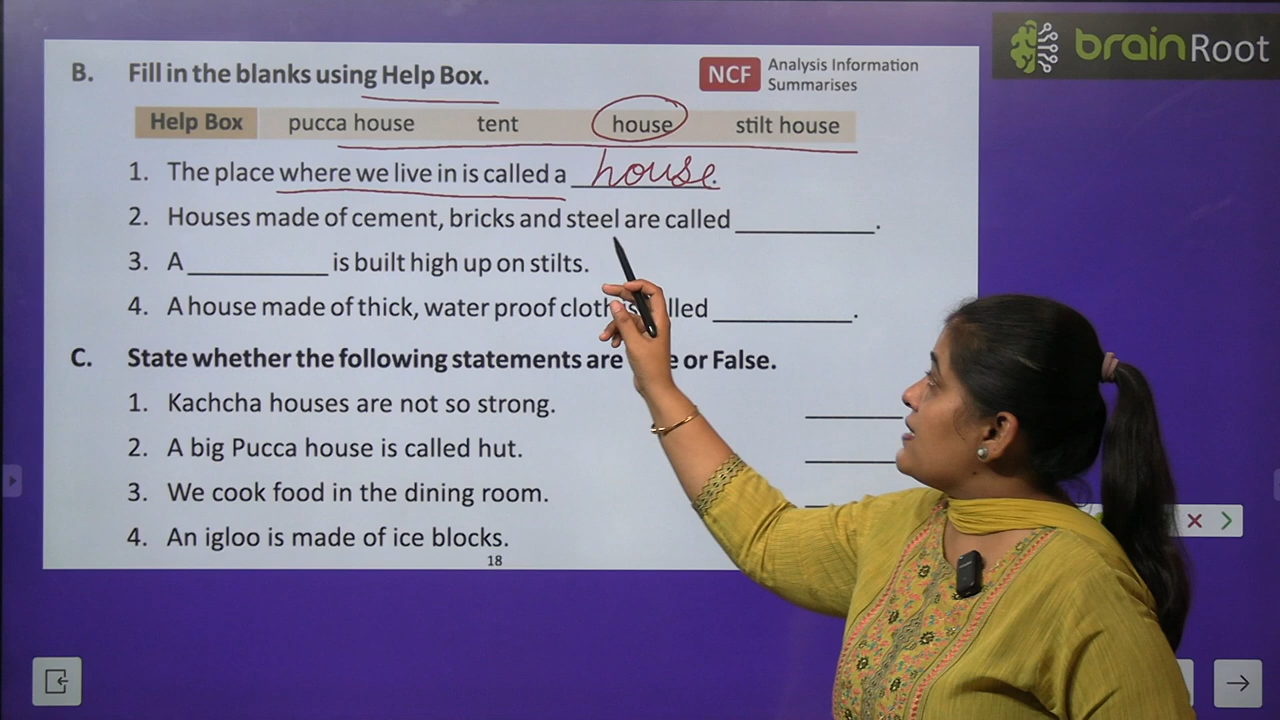 brainRoot
B. Fill in the blanks using Help Box.
NCF Analysis Information
Summarises
Help Box pucca house tent house stilt house
1. The place where we live in is called a house.
2. Houses made of cement, bricks and steel are called __________.
3. A __________ is built high up on stilts.
4. A house made of thick, water proof cloth is called __________.
C. State whether the following statements are or False.
1. Kachcha houses are not so strong. __________
2. A big Pucca house is called hut. __________
3. We cook food in the dining room.
4. An igloo is made of ice blocks.
18